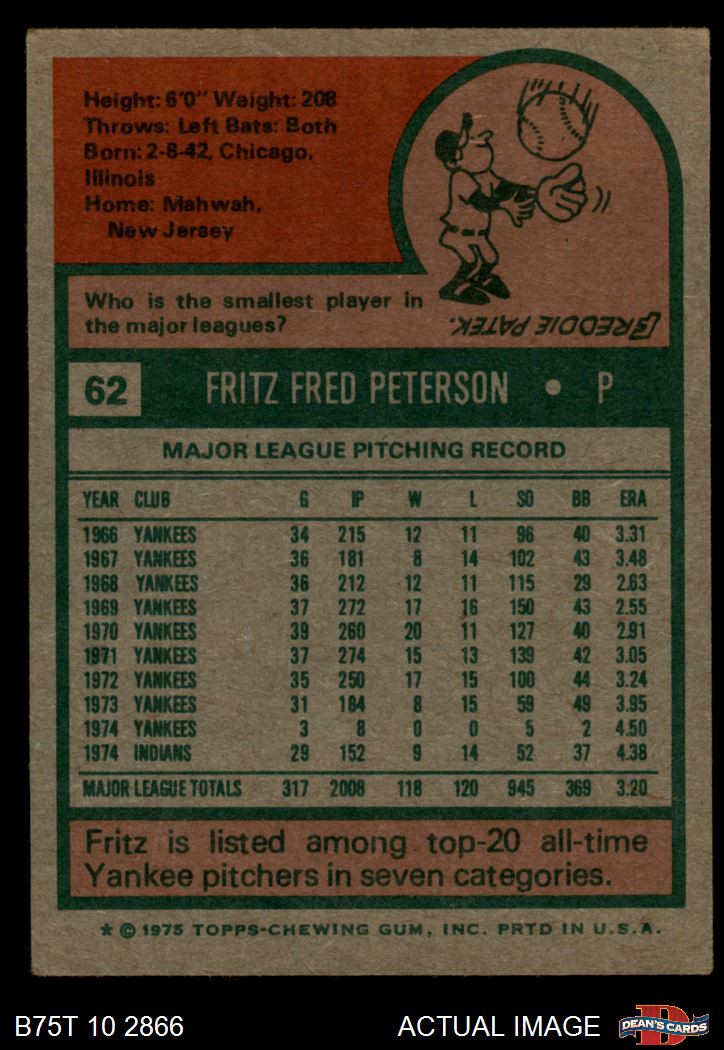 Height: 6'0" Weight: 208
Throws: Left Bats: Both
Born: 2-8-42, Chicago,
Illinois
Home: Mahwah,
New Jersey
Who is the smallest player in
the major leagues?
FREDDIE PATEK.
62 FRITZ FRED PETERSON • P
MAJOR LEAGUE PITCHING RECORD
YEAR CLUB G IP W L SO BB ERA
1966 YANKEES 34 215 12 11 96 40 3.31
1967 YANKEES 36 181 8 14 102 43 3.48
1968 YANKEES 36 212 12 11 115 29 2.63
1969 YANKEES 37 272 17 16 150 43 2.55
1970 YANKEES 39 260 20 11 127 40 2.91
1971 YANKEES 37 274 15 13 139 42 3.05
1972 YANKEES 35 250 17 15 100 44 3.24
1973 YANKEES 31 184 8 15 59 49 3.95
1974 YANKEES 3 8 0 0 5 2 4.50
1974 INDIANS 29 152 9 14 52 37 4.38
MAJOR LEAGUE TOTALS 317 2008 118 120 945 369 3.20
Fritz is listed among top-20 all-time
Yankee pitchers in seven categories.
* © 1975 TOPPS-CHEWING GUM, INC. PRTD IN U.S.A.
B75T 10 2866 ACTUAL IMAGE D DEAN'S CARDS